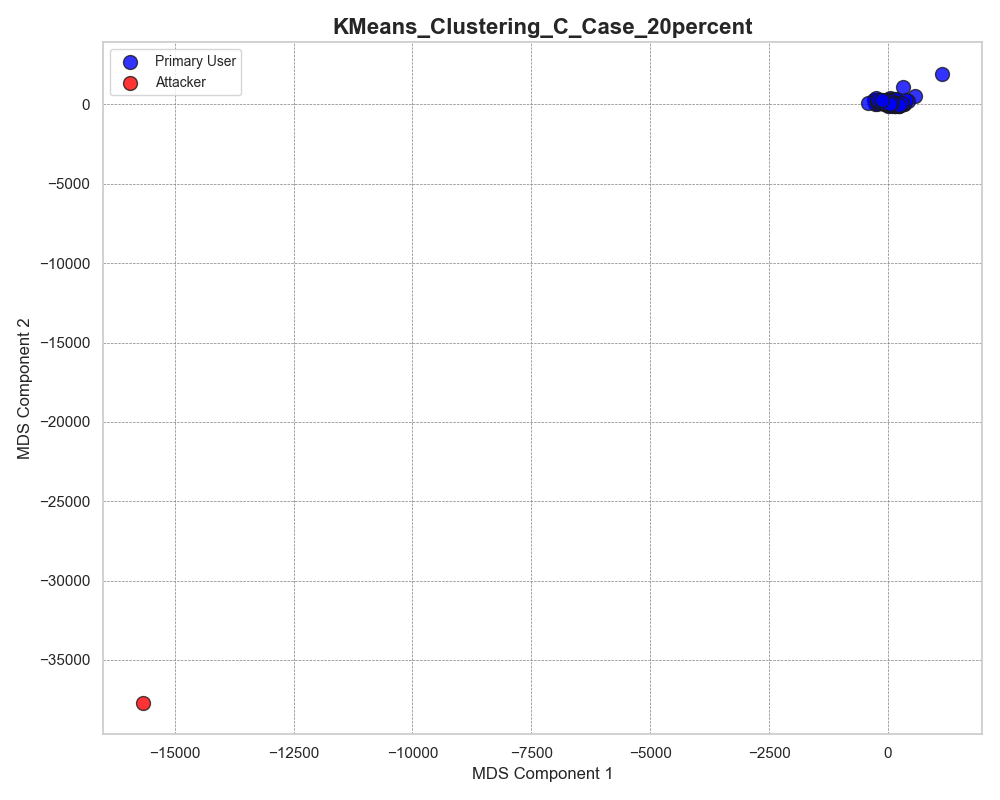 KMeans_Clustering_C_Case_20percent
Primary User
Attacker
0
−5000
−10000
−15000
−20000
−25000
−30000
−35000
MDS Component 2
−15000 −12500 −10000 −7500 −5000 −2500 0
MDS Component 1